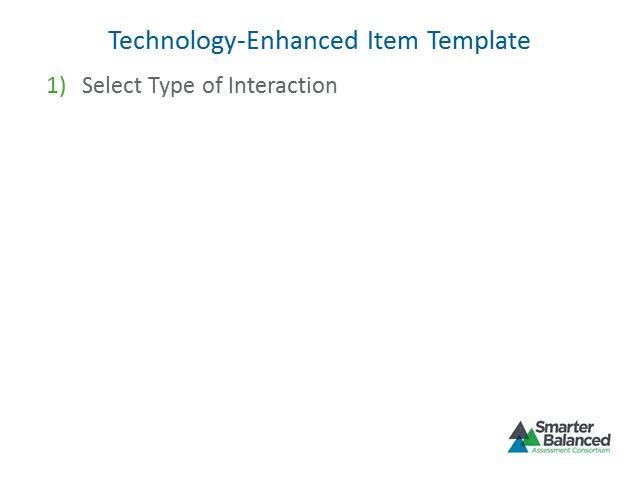 Technology-Enhanced Item Template
1) Select Type of Interaction
Smarter
Balanced
Assessment Consortium